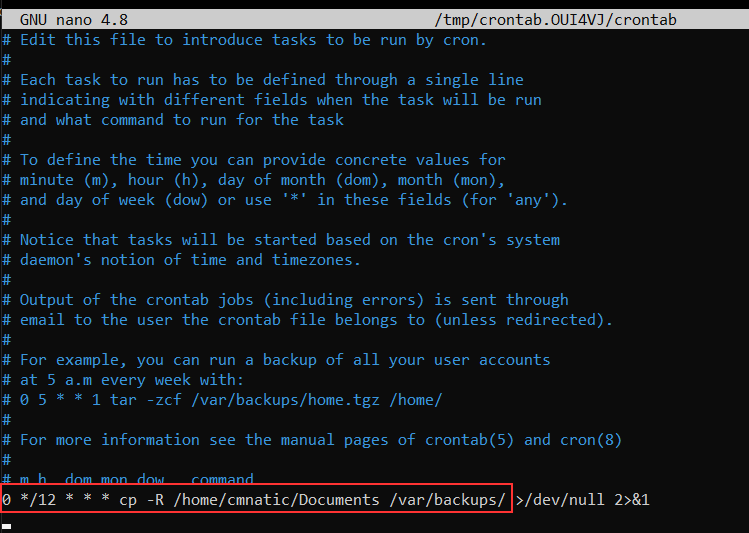 GNU nano 4.8 /tmp/crontab.OUI4VJ/crontab
# Edit this file to introduce tasks to be run by cron.
#
# Each task to run has to be defined through a single line
# indicating with different fields when the task will be run
# and what command to run for the task
#
# To define the time you can provide concrete values for
# minute (m), hour (h), day of month (dom), month (mon),
# and day of week (dow) or use '*' in these fields (for 'any').
#
# Notice that tasks will be started based on the cron's system
# daemon's notion of time and timezones.
#
# Output of the crontab jobs (including errors) is sent through
# email to the user the crontab file belongs to (unless redirected).
#
# For example, you can run a backup of all your user accounts
# at 5 a.m every week with:
# 0 5 * * 1 tar -zcf /var/backups/home.tgz /home/
#
# For more information see the manual pages of crontab(5) and cron(8)
#
# m h  dom mon dow   command
0 */12 * * * cp -R /home/cmnatic/Documents /var/backups/ >/dev/null 2>&1